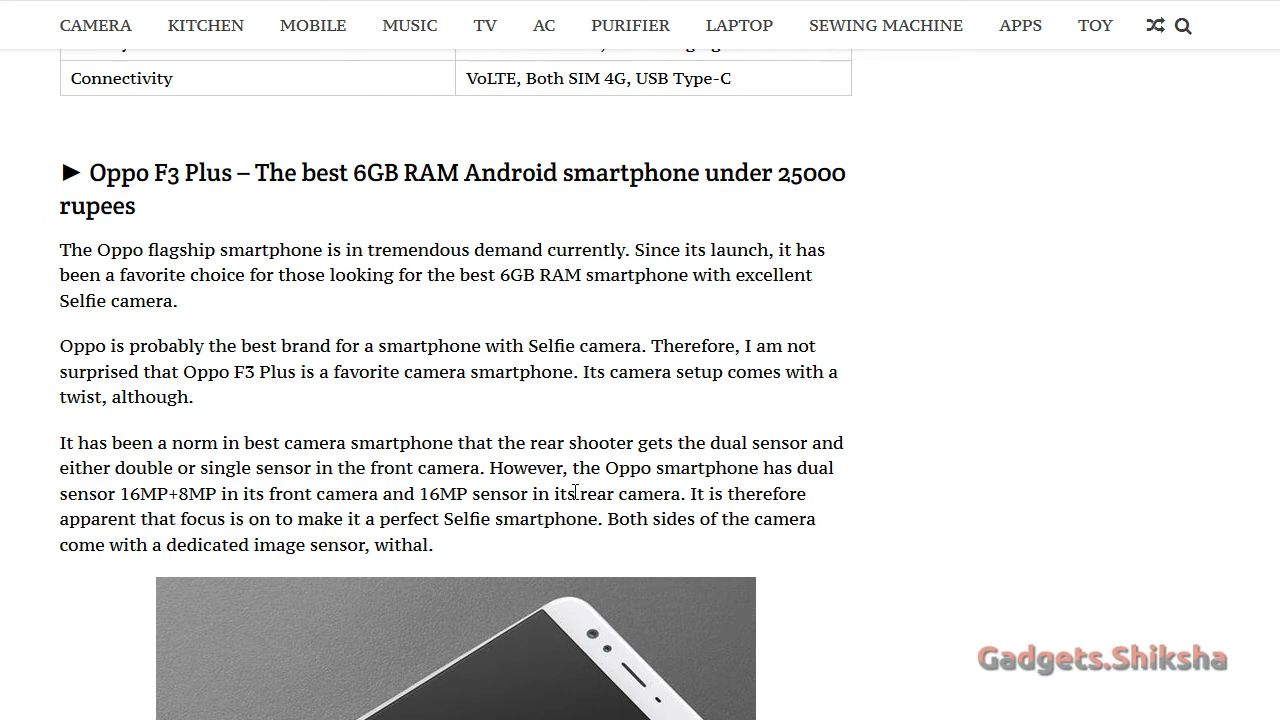 CAMERA KITCHEN MOBILE MUSIC TV AC PURIFIER LAPTOP SEWING MACHINE APPS TOY
Connectivity VoLTE, Both SIM 4G, USB Type-C
► Oppo F3 Plus – The best 6GB RAM Android smartphone under 25000
rupees
The Oppo flagship smartphone is in tremendous demand currently. Since its launch, it has
been a favorite choice for those looking for the best 6GB RAM smartphone with excellent
Selfie camera.
Oppo is probably the best brand for a smartphone with Selfie camera. Therefore, I am not
surprised that Oppo F3 Plus is a favorite camera smartphone. Its camera setup comes with a
twist, although.
It has been a norm in best camera smartphone that the rear shooter gets the dual sensor and
either double or single sensor in the front camera. However, the Oppo smartphone has dual
sensor 16MP+8MP in its front camera and 16MP sensor in its rear camera. It is therefore
apparent that focus is on to make it a perfect Selfie smartphone. Both sides of the camera
come with a dedicated image sensor, withal.
Gadgets.Shiksha